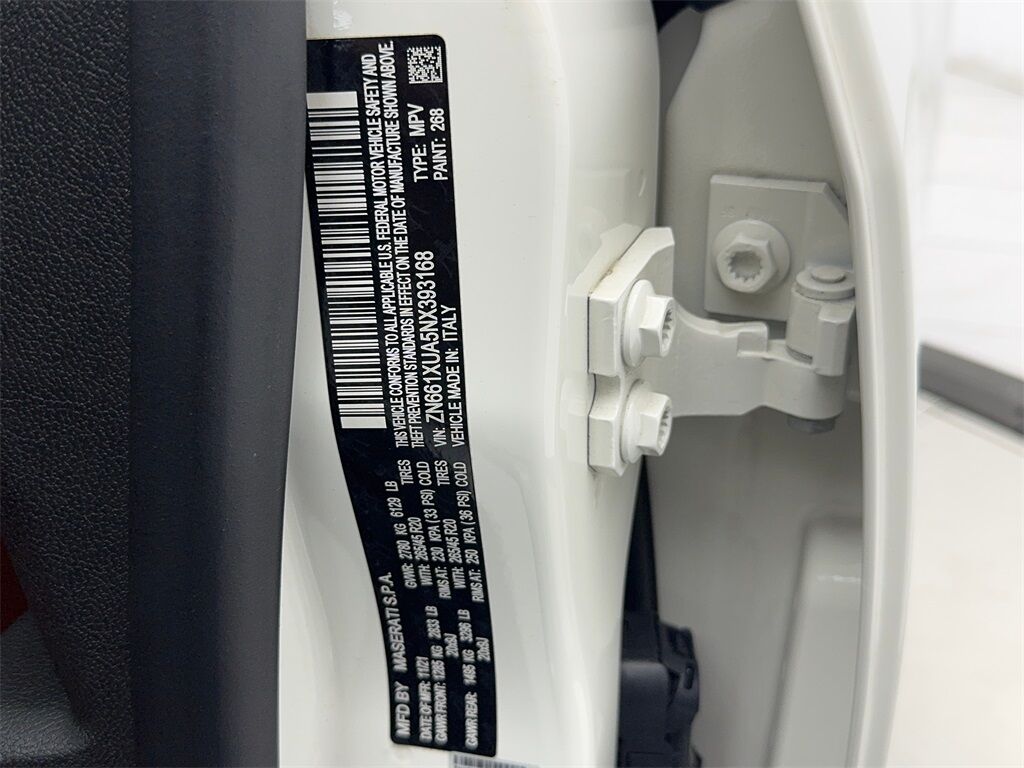 MFD BY MASERATI S.P.A.
DATE OF MFR: 11/21 GVWR: 2780 KG 6129 LB TIRES
GAWR FRONT: 1285 KG 2833 LB WITH: 265/45 R20
20x9J RIMS AT: 230 KPA (33 PSI) COLD
GAWR REAR: 1495 KG 3296 LB WITH: 265/45 R20 TIRES
20x9J RIMS AT: 250 KPA (36 PSI) COLD
THIS VEHICLE CONFORMS TO ALL APPLICABLE U.S. FEDERAL MOTOR VEHICLE SAFETY AND
THEFT PREVENTION STANDARDS IN EFFECT ON THE DATE OF MANUFACTURE SHOWN ABOVE.
VIN: ZN661XUA5NX393168 TYPE: MPV
VEHICLE MADE IN: ITALY PAINT: 268